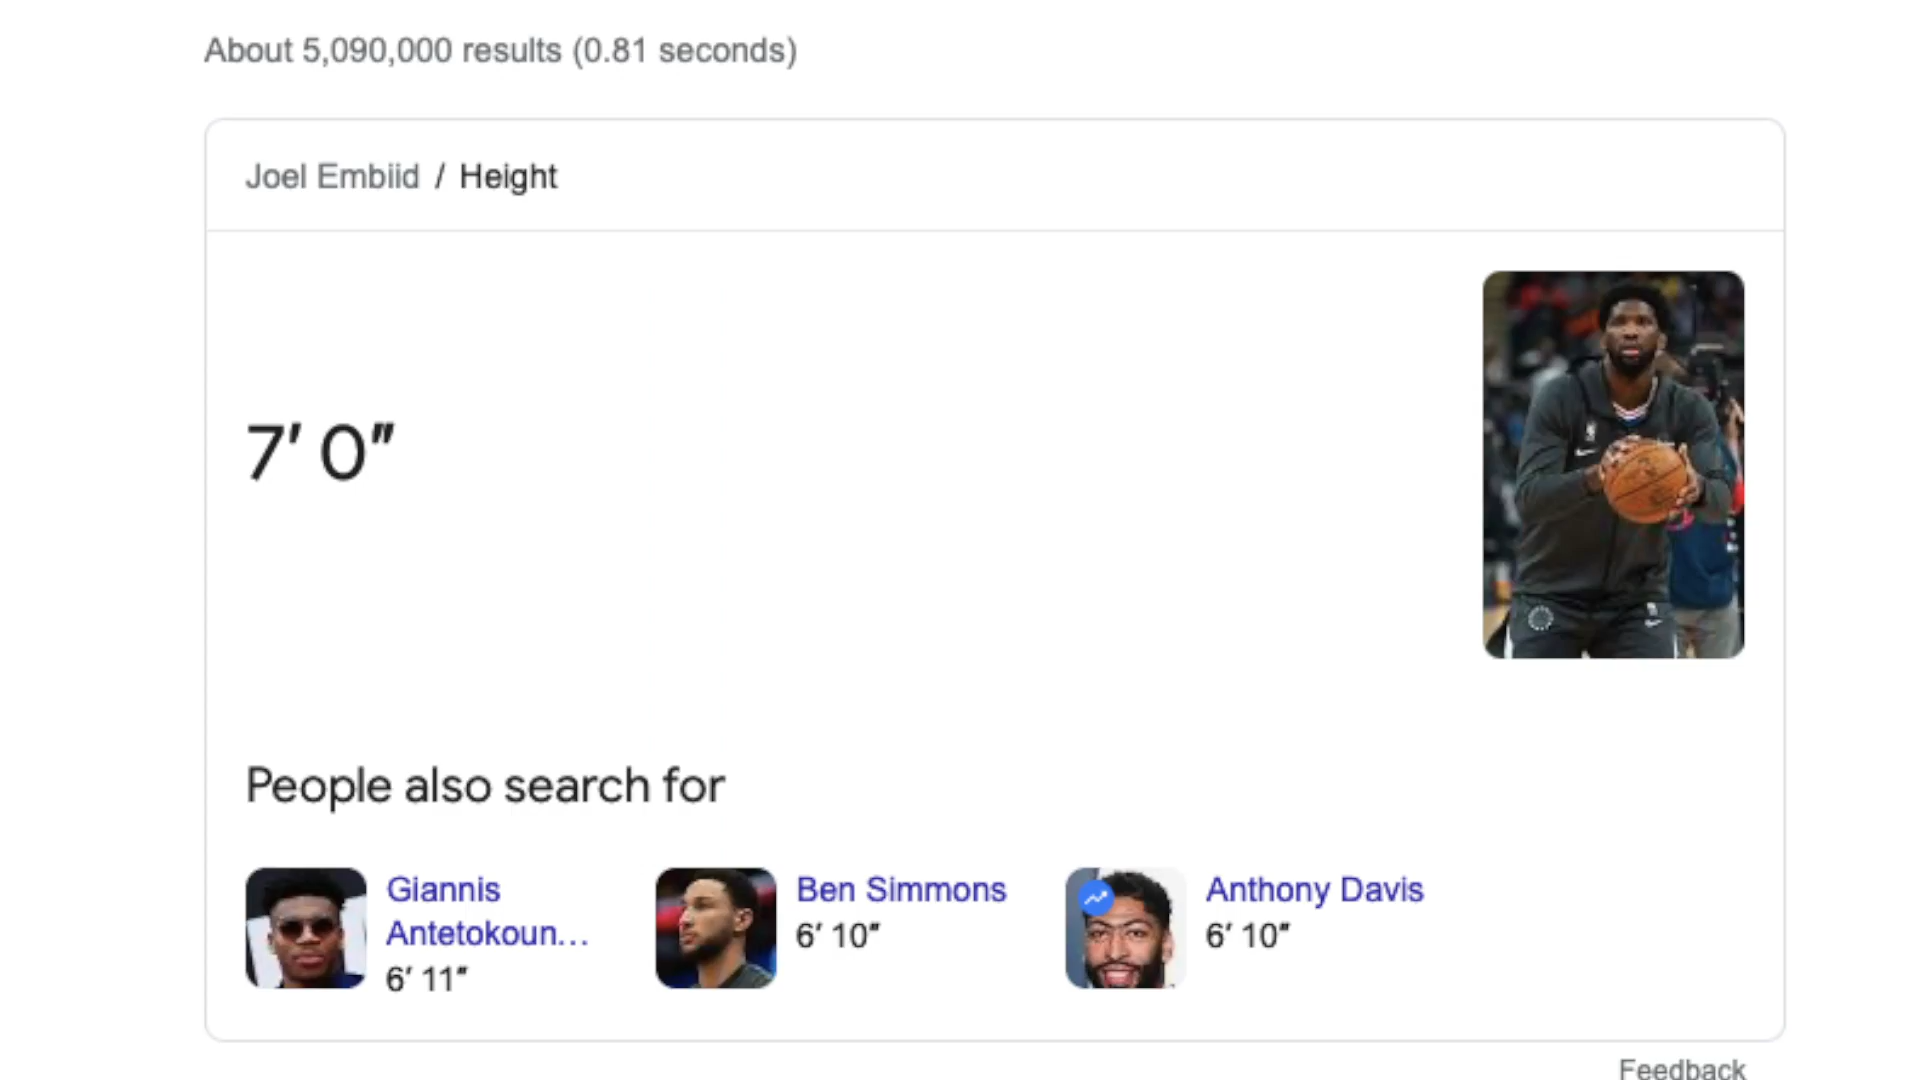 About 5,090,000 results (0.81 seconds)
Joel Embiid / Height
7′ 0″
People also search for
Giannis
Antetokoun...
6′ 11″
Ben Simmons
6′ 10″
Anthony Davis
6′ 10″
Feedback